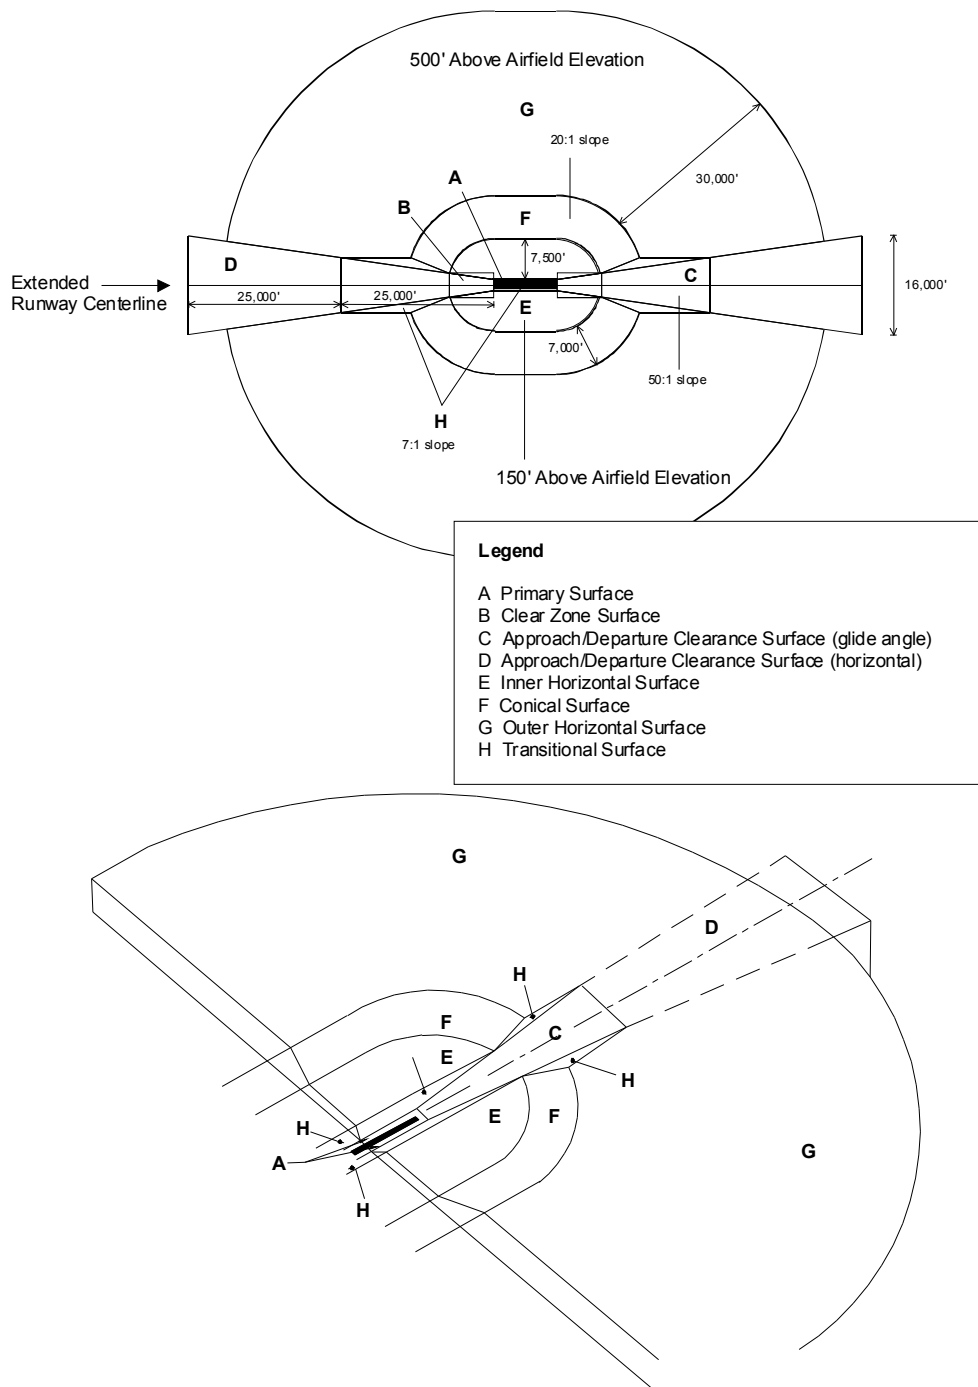 500' Above Airfield Elevation
G
20:1 slope
30,000'
A
B
F
7,500'
D
C
Extended
Runway Centerline
25,000'
25,000'
16,000'
E
7,000'
50:1 slope
H
7:1 slope
150' Above Airfield Elevation
Legend
A Primary Surface
B Clear Zone Surface
C Approach/Departure Clearance Surface (glide angle)
D Approach/Departure Clearance Surface (horizontal)
E Inner Horizontal Surface
F Conical Surface
G Outer Horizontal Surface
H Transitional Surface
G
D
H
F
C
E
H
E
F
H
A
G
H